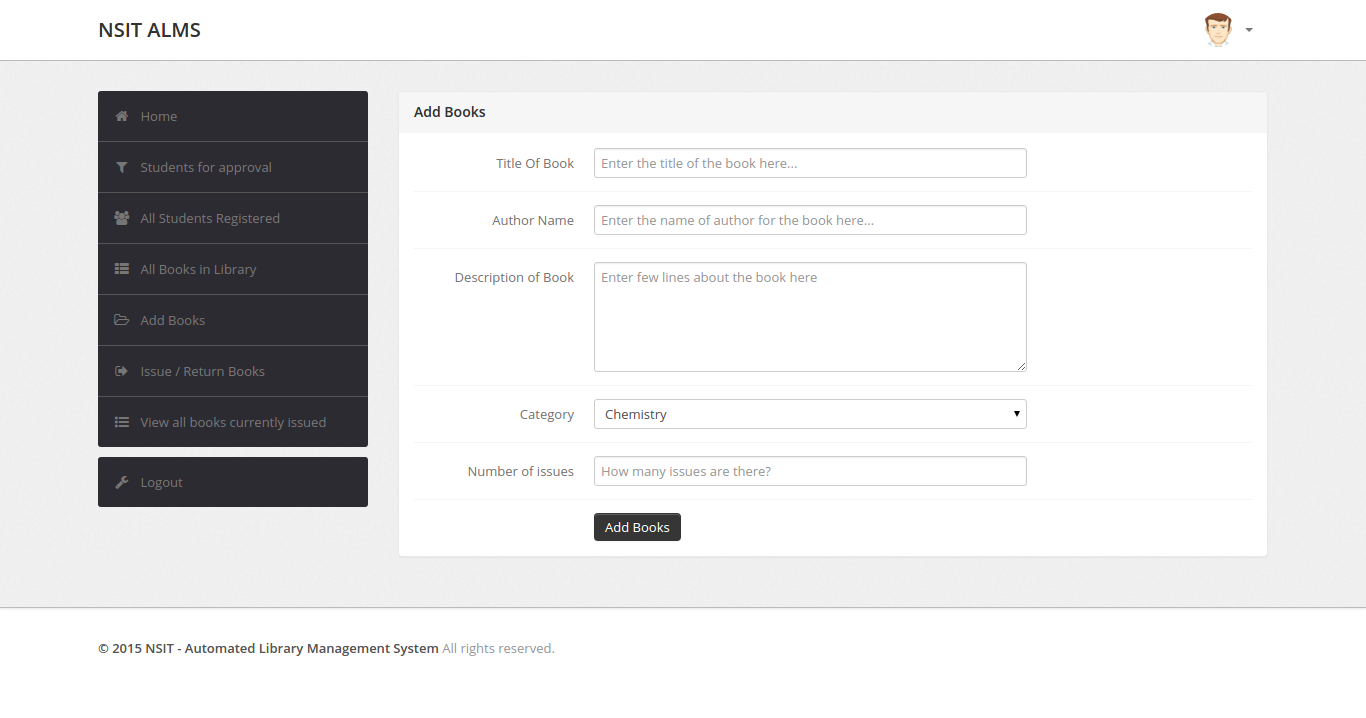 NSIT ALMS
Home
Students for approval
All Students Registered
All Books in Library
Add Books
Issue / Return Books
View all books currently issued
Logout
Add Books
Title Of Book Enter the title of the book here...
Author Name Enter the name of author for the book here...
Description of Book Enter few lines about the book here
Category Chemistry
Number of issues How many issues are there?
Add Books
© 2015 NSIT - Automated Library Management System All rights reserved.